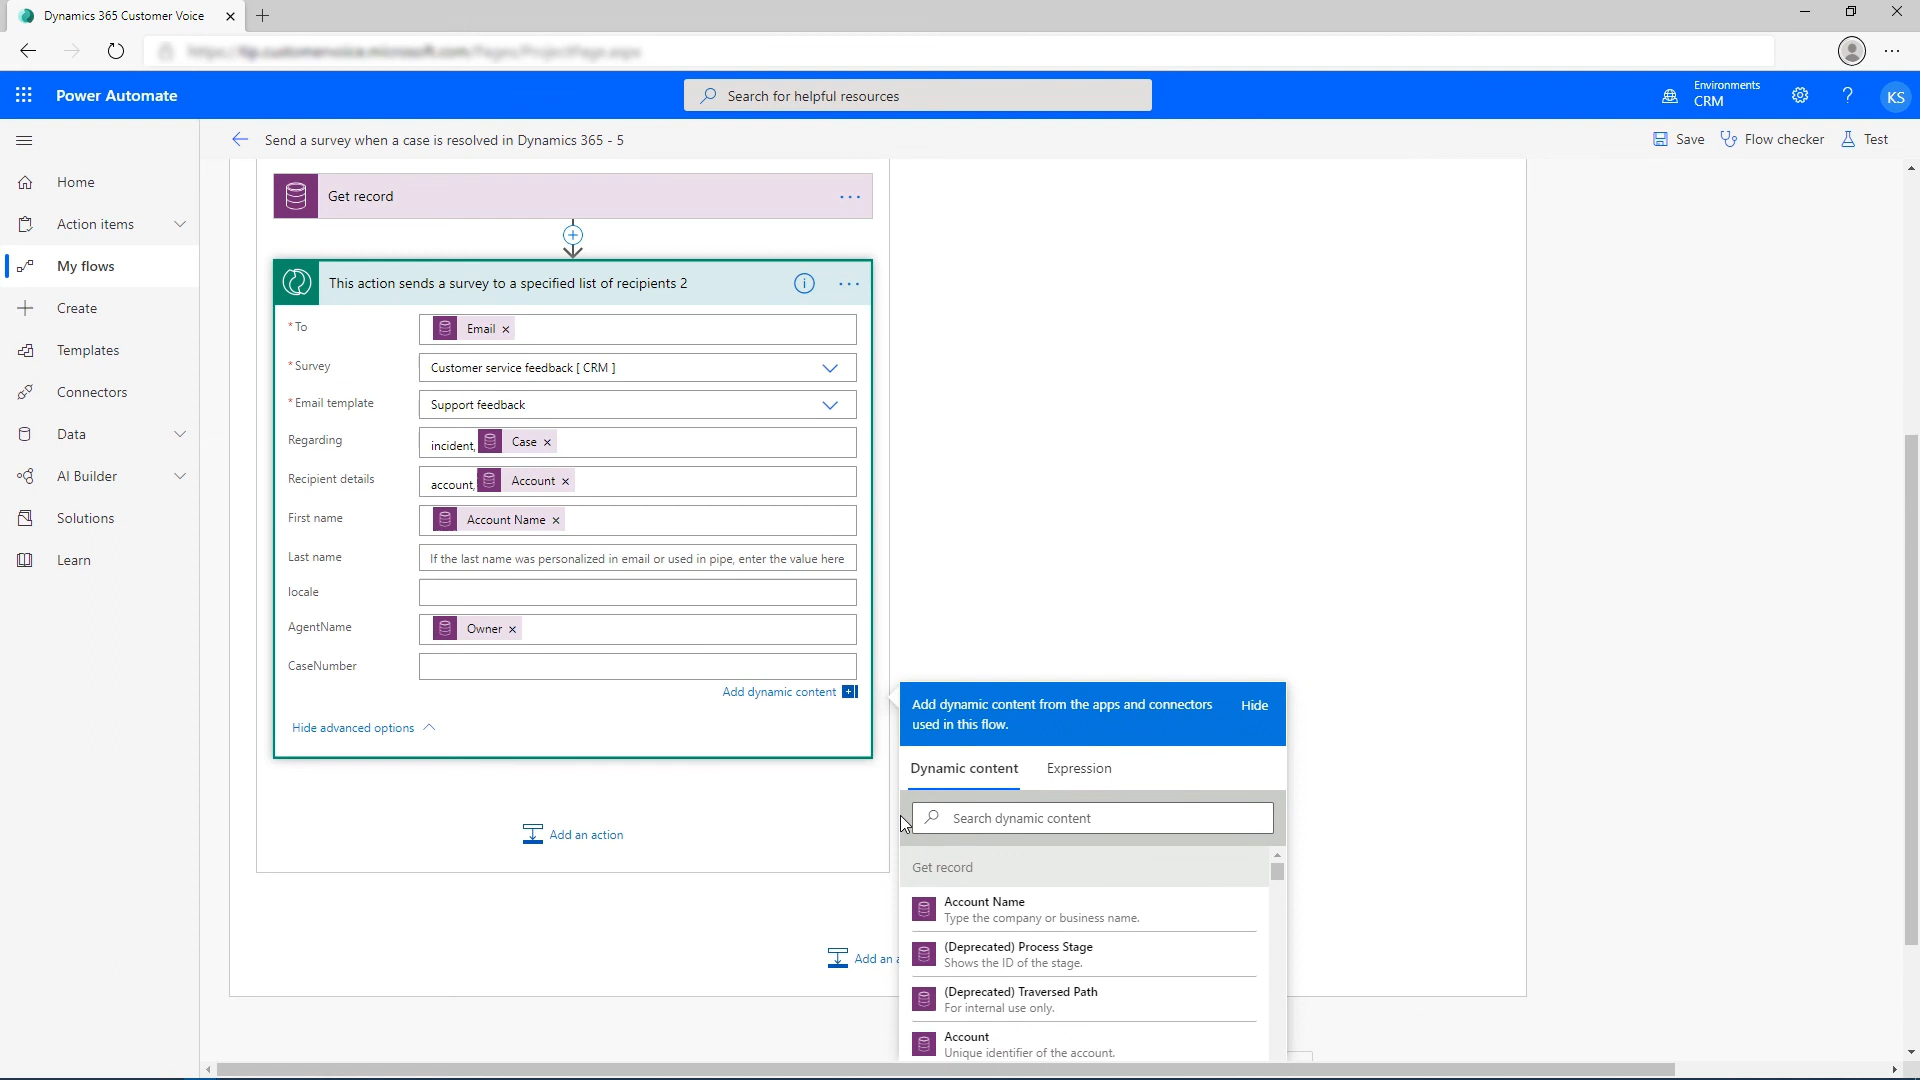 Dynamics 365 Customer Voice
Power Automate
Search for helpful resources
Environments
CRM
?
KS
Send a survey when a case is resolved in Dynamics 365 - 5
Save
Flow checker
Test
Home
Action items
My flows
Create
Templates
Connectors
Data
AI Builder
Solutions
Learn
Get record
This action sends a survey to a specified list of recipients 2
* To
Email ×
* Survey
Customer service feedback [ CRM ]
* Email template
Support feedback
Regarding
incident, Case ×
Recipient details
account, Account ×
First name
Account Name ×
Last name
If the last name was personalized in email or used in pipe, enter the value here
locale
AgentName
Owner ×
CaseNumber
Add dynamic content
Hide advanced options
Add an action
Add an a
Add dynamic content from the apps and connectors
used in this flow.
Hide
Dynamic content
Expression
Search dynamic content
Get record
Account Name
Type the company or business name.
(Deprecated) Process Stage
Shows the ID of the stage.
(Deprecated) Traversed Path
For internal use only.
Account
Unique identifier of the account.